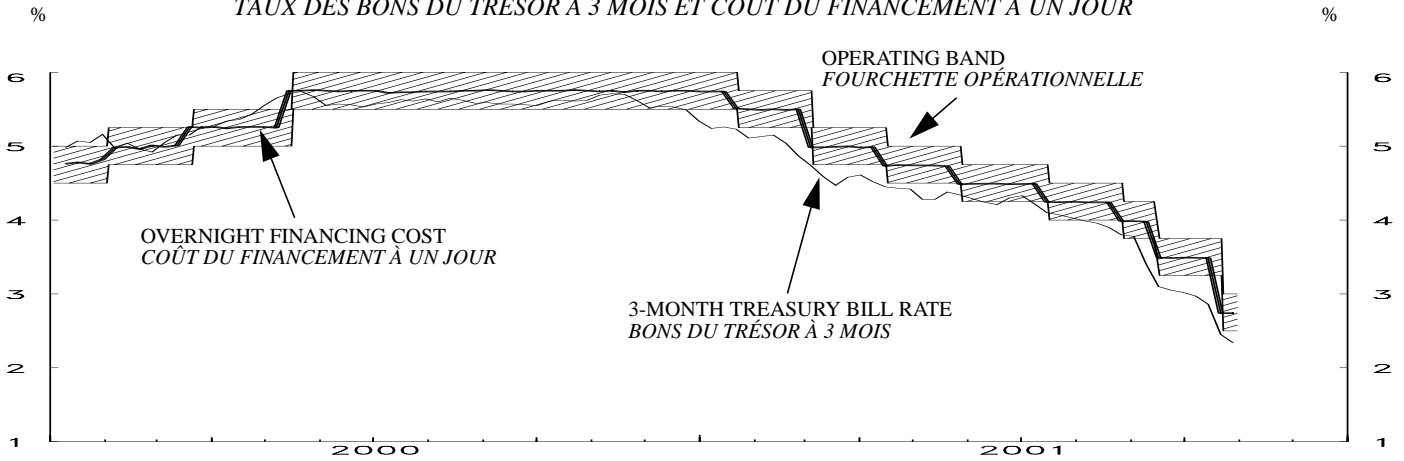 TAUX DES BONS DU TRÉSOR À 3 MOIS ET COÛT DU FINANCEMENT À UN JOUR
% %
OPERATING BAND
FOURCHETTE OPÉRATIONNELLE
6 6
5 5
4 4
OVERNIGHT FINANCING COST
COÛT DU FINANCEMENT À UN JOUR
3 3
3-MONTH TREASURY BILL RATE
BONS DU TRÉSOR À 3 MOIS
2 2
1 1
2000 2001